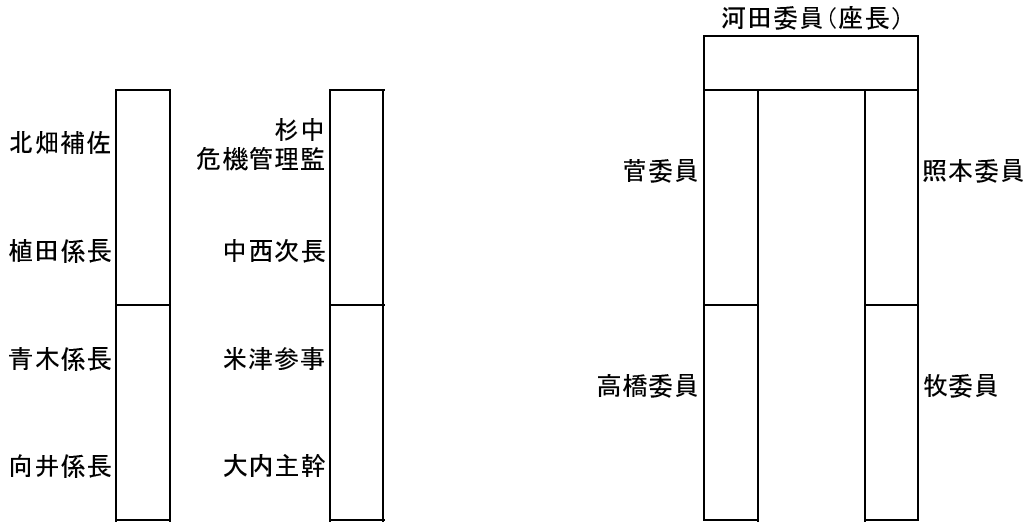 河田委員（座長）
北畑補佐
杉中
危機管理監
菅委員
照本委員
植田係長
中西次長
青木係長
米津参事
高橋委員
牧委員
向井係長
大内主幹